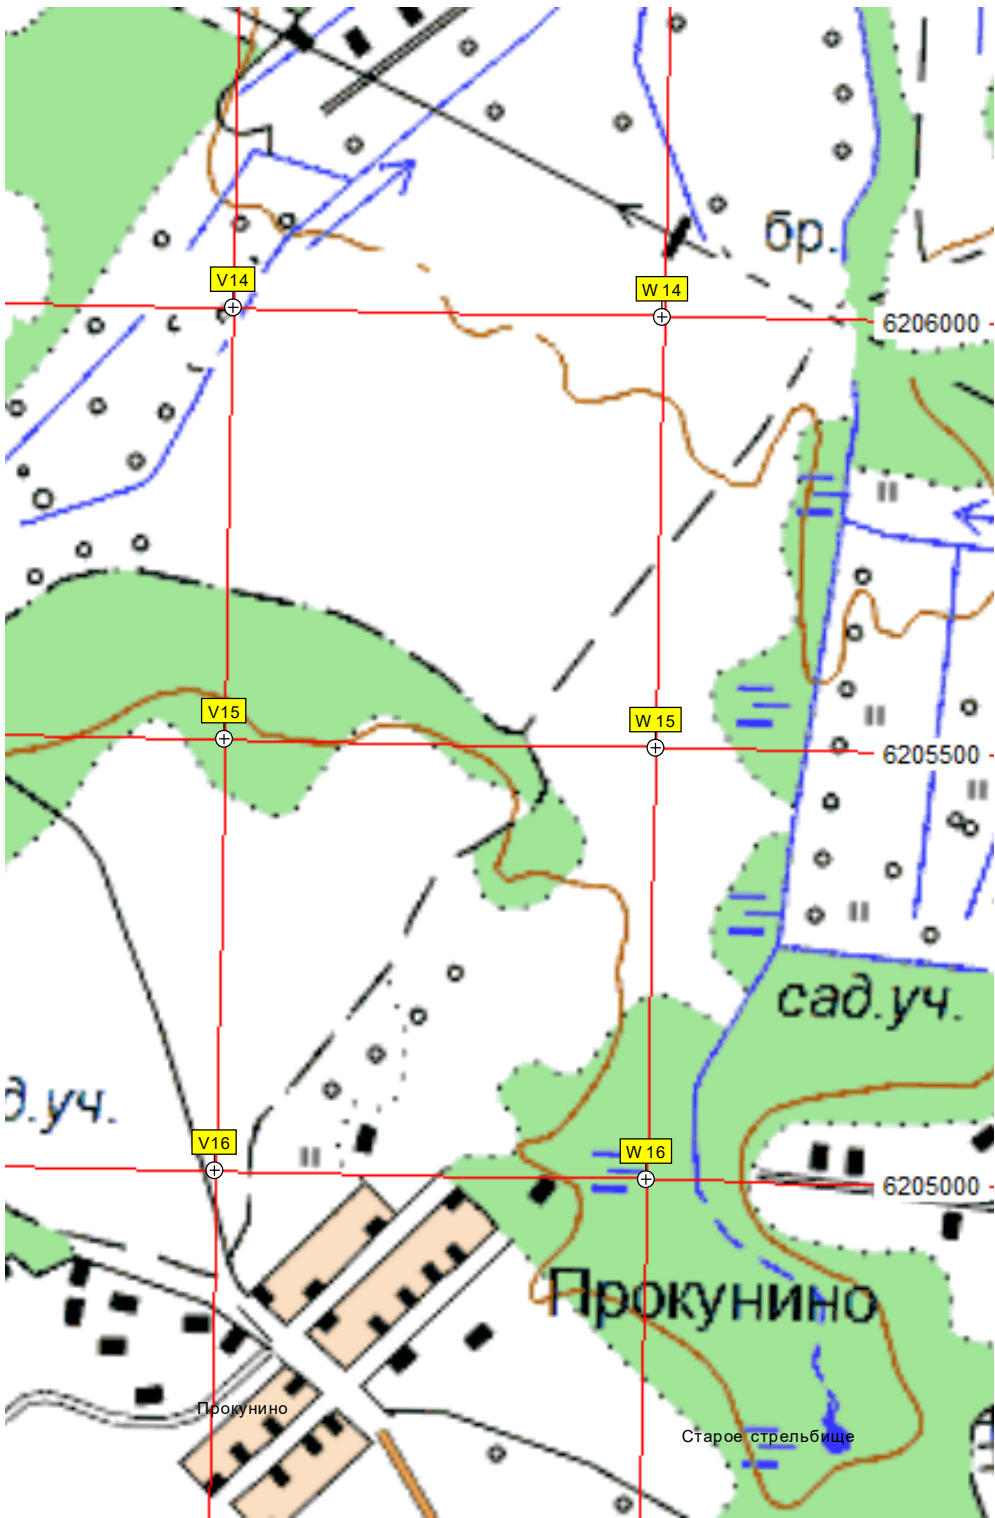 бр.
V14
W 14
6206000
V15
W 15
6205500
сад.уч.
д.уч.
V16
W 16
6205000
Прокунино
Прокунино
Старое стрельбище